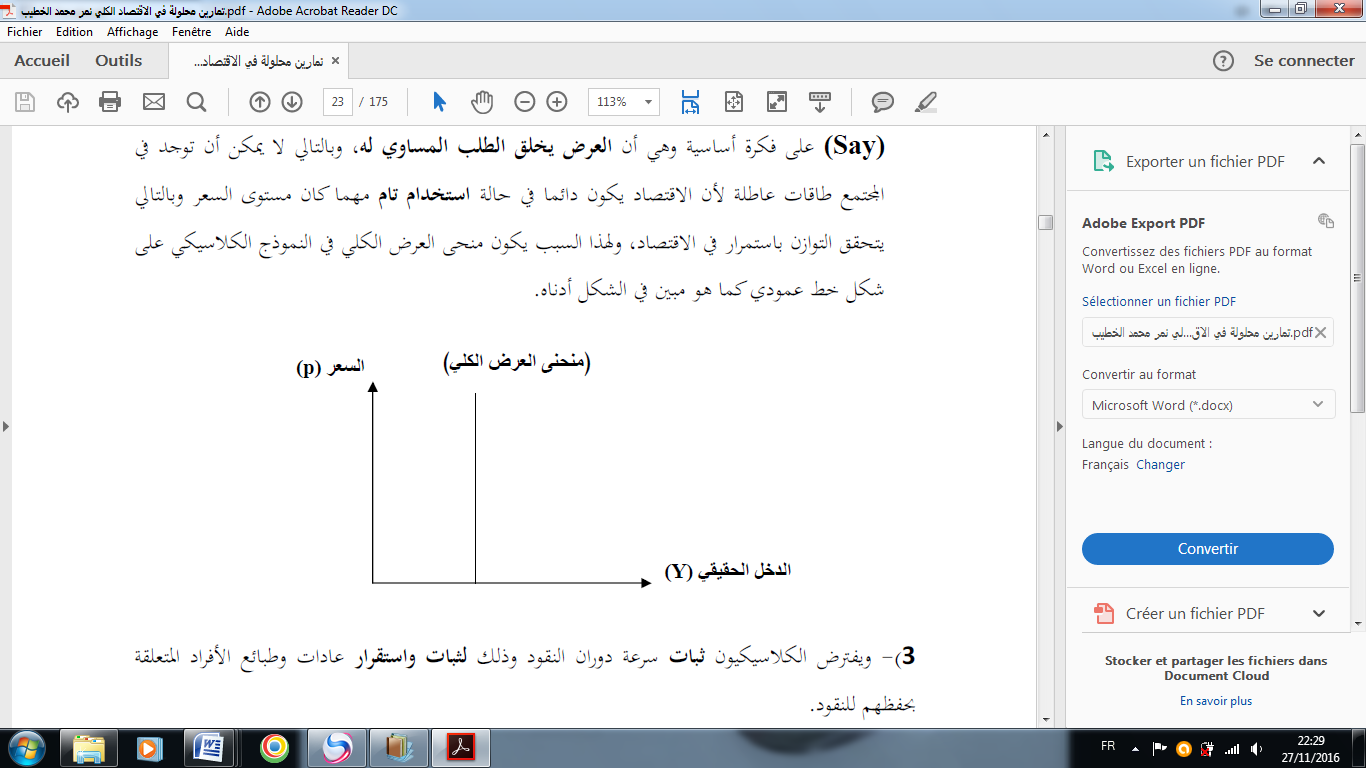 تمارين محلولة في الاقتصاد الكلي نمر محمد الخطيب.pdf - Adobe Acrobat Reader DC
Fichier Edition Affichage Fenêtre Aide
Accueil Outils تمارين محلولة في الاقتصاد... × Se connecter
23 / 175 113%
(Say) على فكرة أساسية وهي أن العرض يخلق الطلب المساوي له، وبالتالي لا يمكن أن توجد في
المجتمع طاقات عاطلة لأن الاقتصاد يكون دائما في حالة استخدام تام مهما كان مستوى السعر وبالتالي
يتحقق التوازن باستمرار في الاقتصاد، ولهذا السبب يكون منحى العرض الكلي في النموذج الكلاسيكي على
شكل خط عمودي كما هو مبين في الشكل أدناه.
السعر (p)
(منحنى العرض الكلي)
الدخل الحقيقي (Y)
3)- ويفترض الكلاسيكيون ثبات سرعة دوران النقود وذلك لثبات واستقرار عادات وطبائع الأفراد المتعلقة
بحفظهم للنقود.
Exporter un fichier PDF
Adobe Export PDF
Convertissez des fichiers PDF au format
Word ou Excel en ligne.
Sélectionner un fichier PDF
تمارين محلولة في الاق...لي نمر محمد الخطيب.pdf
Convertir au format
Microsoft Word (*.docx)
Langue du document :
Français Changer
Convertir
Créer un fichier PDF
Stocker et partager les fichiers dans
Document Cloud
En savoir plus
FR 22:29
27/11/2016